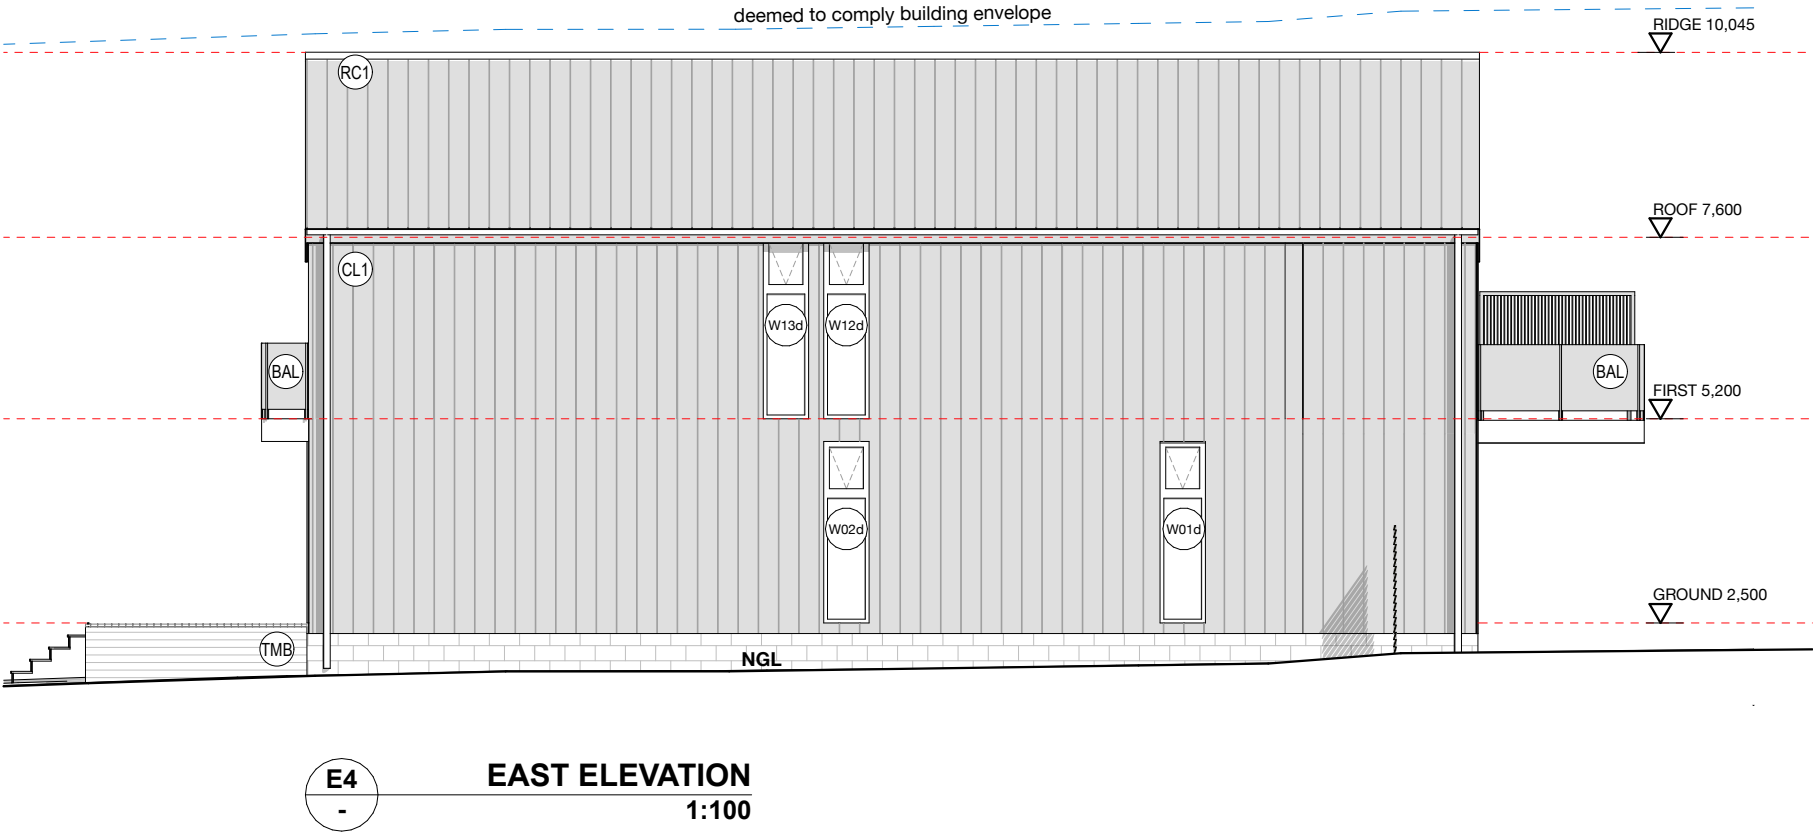 deemed to comply building envelope
RIDGE 10,045
RC1
ROOF 7,600
CL1
W13d
W12d
BAL
BAL
FIRST 5,200
W02d
W01d
GROUND 2,500
TMB
NGL
E4
-
EAST ELEVATION
1:100